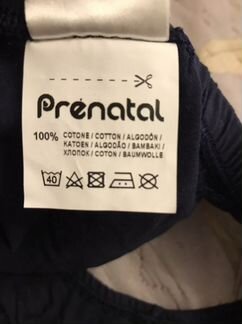 Prénatal
100% COTONE / COTTON / ALGODÓN /
KATOEN / ALGODÃO / BAMBAKI /
ХЛОПОК / COTON / BAUMWOLLE
40